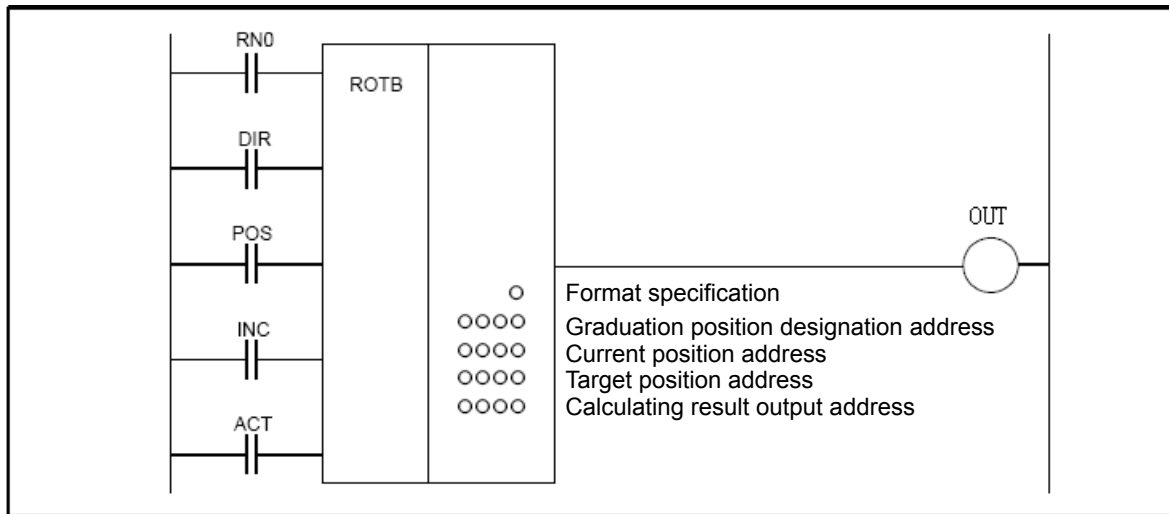 RN0
ROTB
DIR
POS
OUT
INC
ACT
Format specification
Graduation position designation address
Current position address
Target position address
Calculating result output address